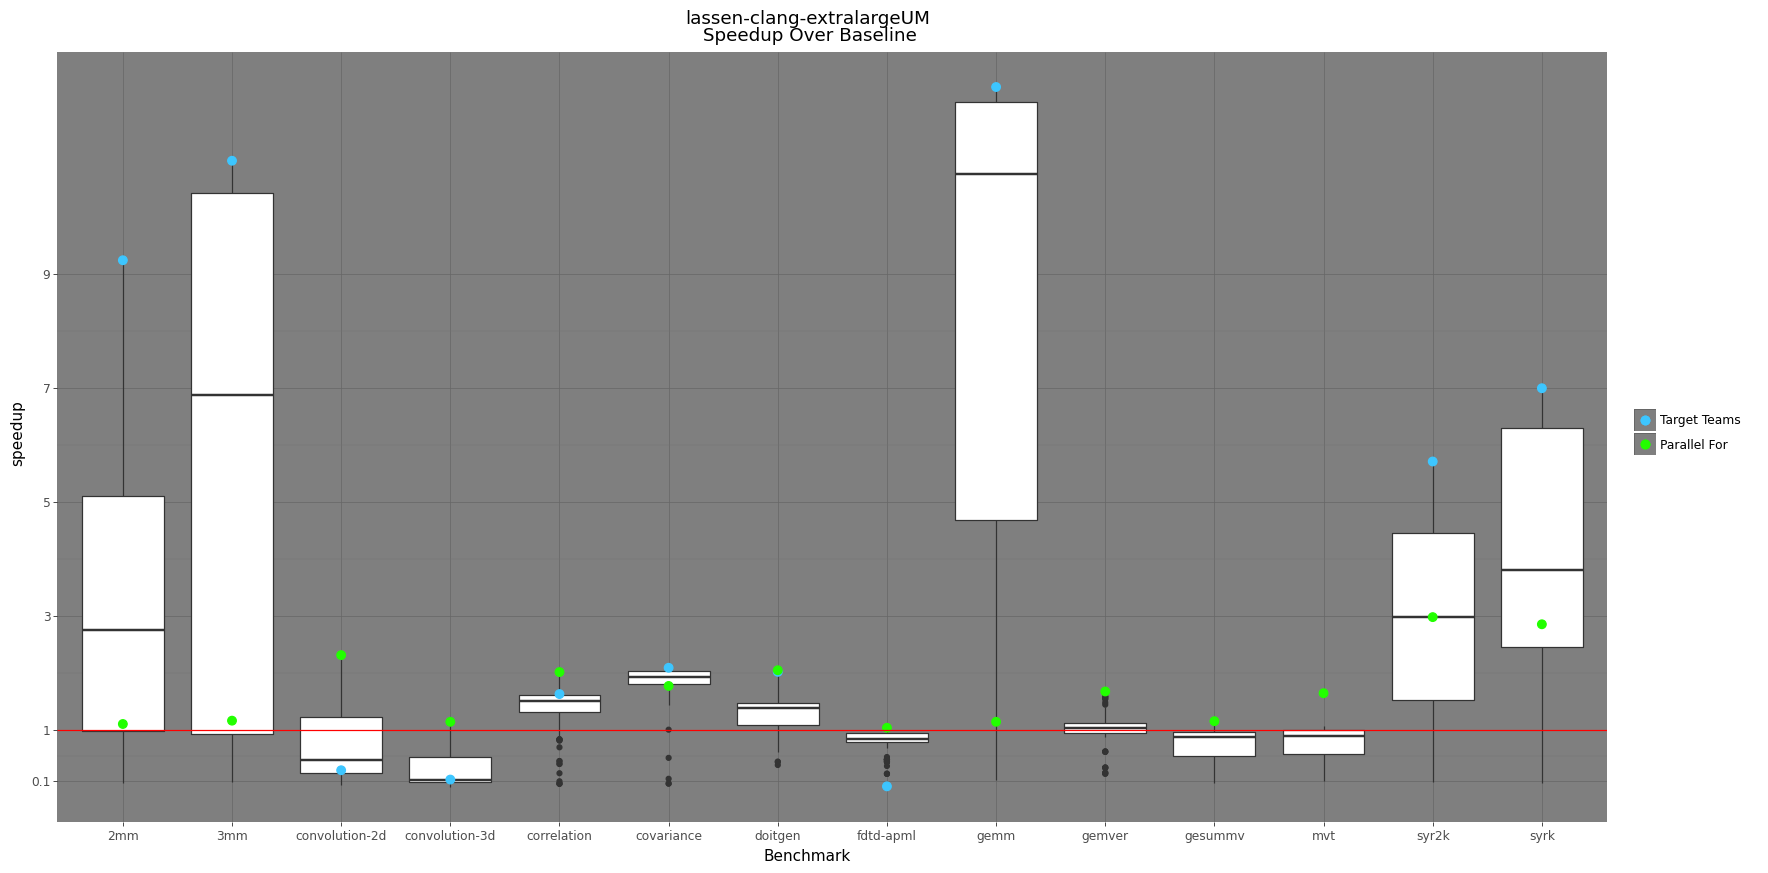 lassen-clang-extralargeUM
Speedup Over Baseline
speedup
9
7
5
3
1
0.1
2mm
3mm
convolution-2d
convolution-3d
correlation
covariance
doitgen
fdtd-apml
gemm
gemver
gesummv
mvt
syr2k
syrk
Benchmark
Target Teams
Parallel For